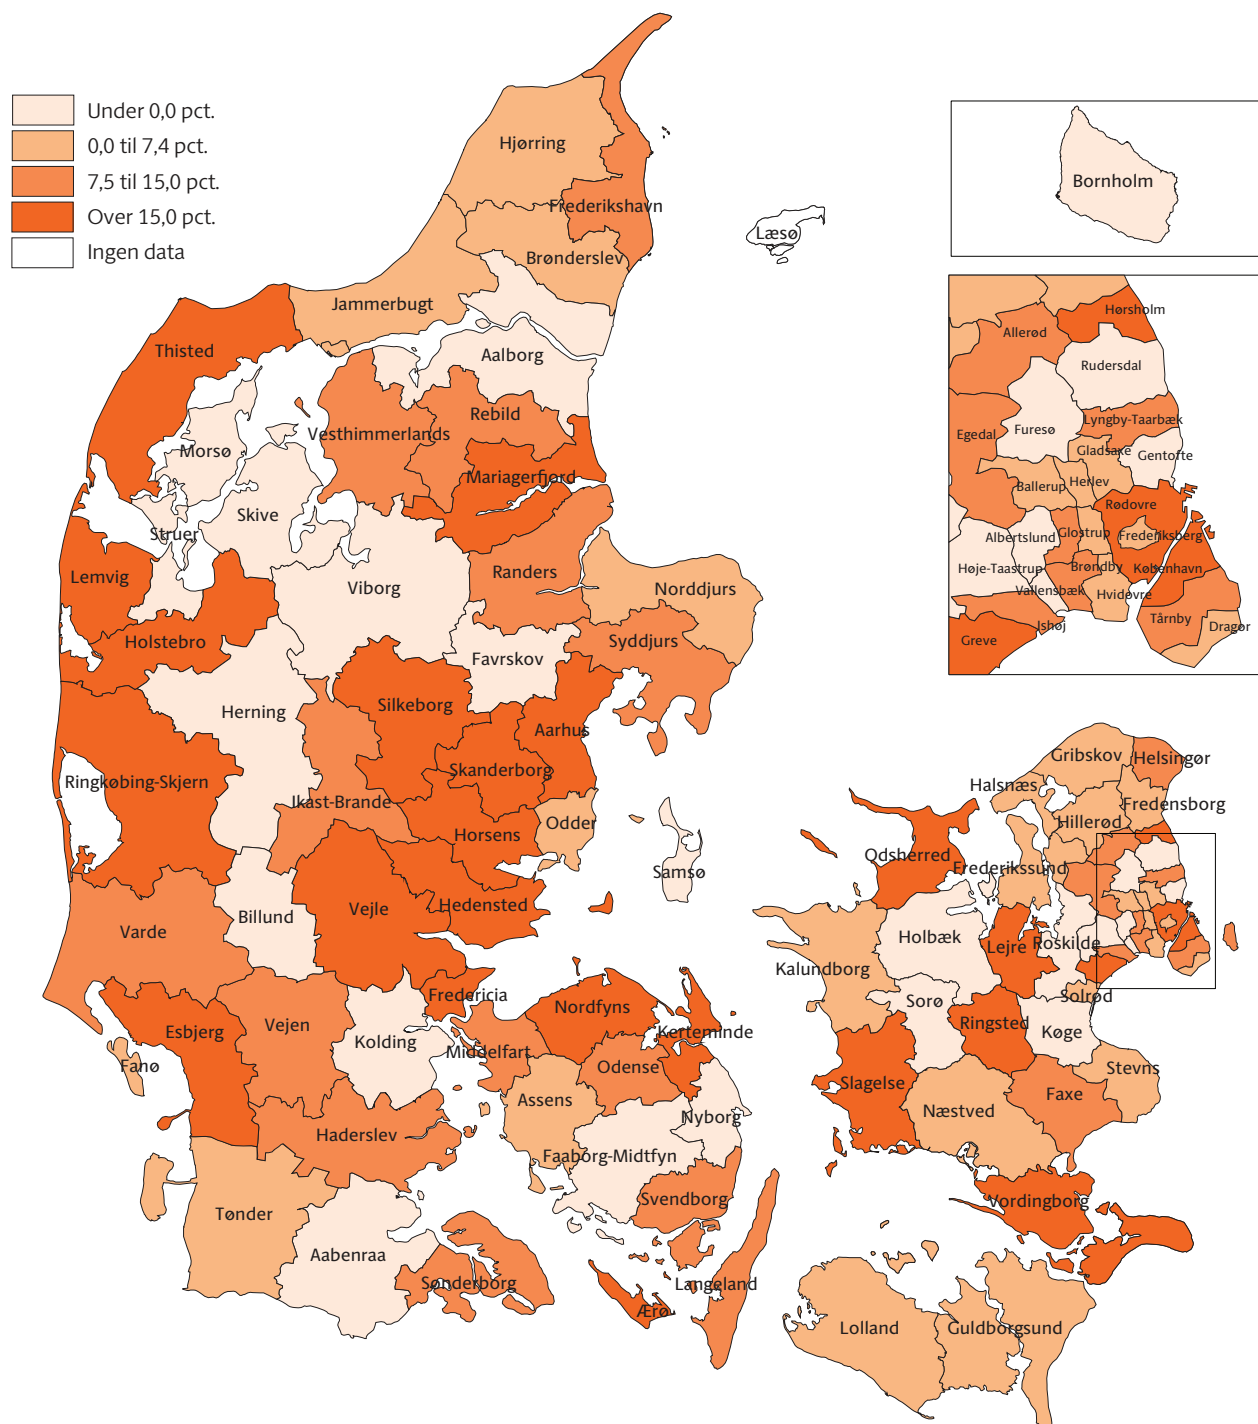 Under 0,0 pct.
0,0 til 7,4 pct.
7,5 til 15,0 pct.
Over 15,0 pct.
Ingen data
Hjørring
Frederikshavn
Læsø
Brønderslev
Jammerbugt
Thisted
Aalborg
Rebild
Vesthimmerlands
Morsø
Mariagerfjord
Skive
Struer
Lemvig
Viborg
Randers
Norddjurs
Holstebro
Favrskov
Syddjurs
Herning
Silkeborg
Aarhus
Skanderborg
Ringkøbing-Skjern
Ikast-Brande
Horsens
Odder
Samsø
Hedensted
Vejle
Billund
Varde
Fredericia
Esbjerg
Vejen
Kolding
Fanø
Middelfart
Nordfyns
Kerteminde
Odense
Assens
Nyborg
Haderslev
Faaborg-Midtfyn
Svendborg
Tønder
Aabenraa
Sønderborg
Langeland
Ærø
Bornholm
Hørsholm
Allerød
Rudersdal
Lyngby-Taarbæk
Egedal
Furesø
Gladsaxe
Gentofte
Ballerup
Herlev
Rødovre
Albertslund
Glostrup
Frederiksberg
Høje-Taastrup
Brøndby
København
Vallensbæk
Hvidovre
Ishøj
Tårnby
Dragør
Greve
Gribskov
Helsingør
Halsnæs
Fredensborg
Hillerød
Odsherred
Frederikssund
Holbæk
Lejre
Roskilde
Kalundborg
Solrød
Sorø
Ringsted
Køge
Stevns
Slagelse
Faxe
Næstved
Vordingborg
Lolland
Guldborgsund